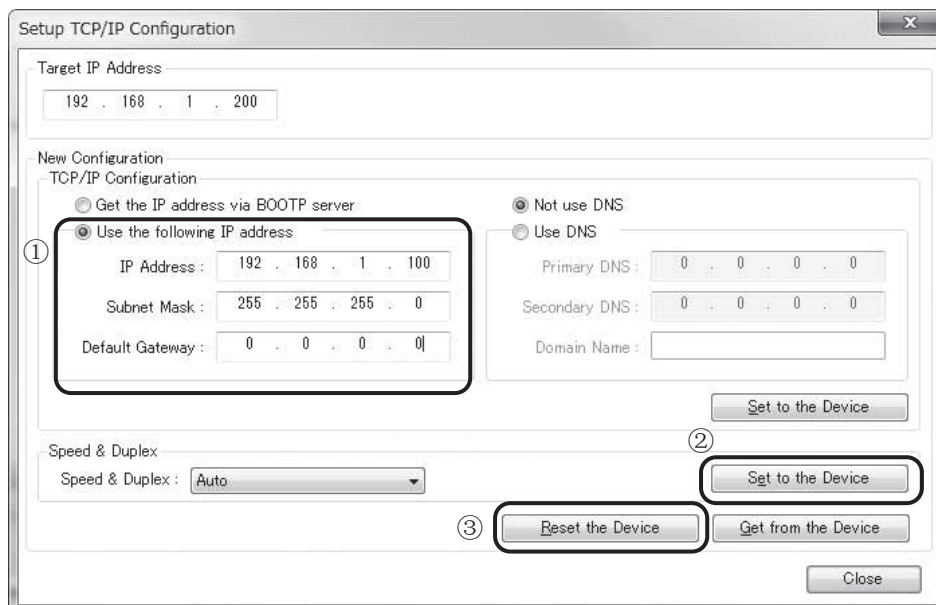 Setup TCP/IP Configuration
X
Target IP Address
192 . 168 . 1 . 200
New Configuration
TCP/IP Configuration
Get the IP address via BOOTP server
Not use DNS
① Use the following IP address
Use DNS
IP Address : 192 . 168 . 1 . 100
Primary DNS : 0 . 0 . 0 . 0
Subnet Mask : 255 . 255 . 255 . 0
Secondary DNS : 0 . 0 . 0 . 0
Default Gateway : 0 . 0 . 0 . 0
Domain Name :
Set to the Device
Speed & Duplex
②
Speed & Duplex : Auto
Set to the Device
③ Reset the Device
Get from the Device
Close